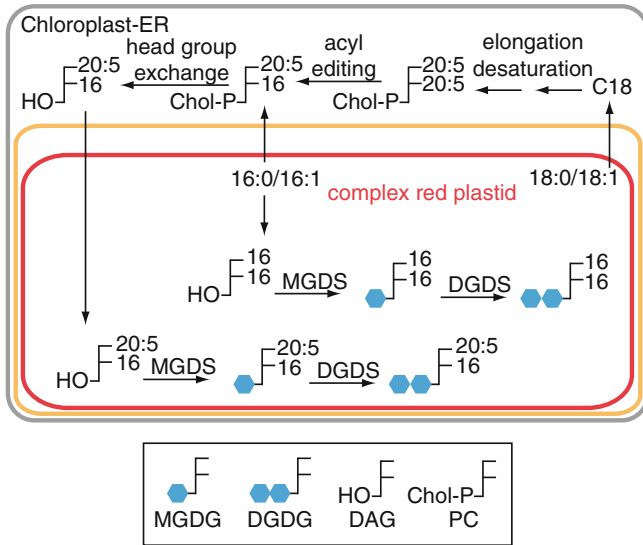 Chloroplast-ER
head group
exchange
acyl
editing
elongation
desaturation
20:5
16
HO
20:5
16
Chol-P
20:5
20:5
Chol-P
C18
16:0/16:1
complex red plastid
18:0/18:1
16
16
HO
MGDS
16
16
DGDS
16
16
20:5
16
HO
MGDS
20:5
16
DGDS
20:5
16
HO
Chol-P
MGDG
DGDG
DAG
PC